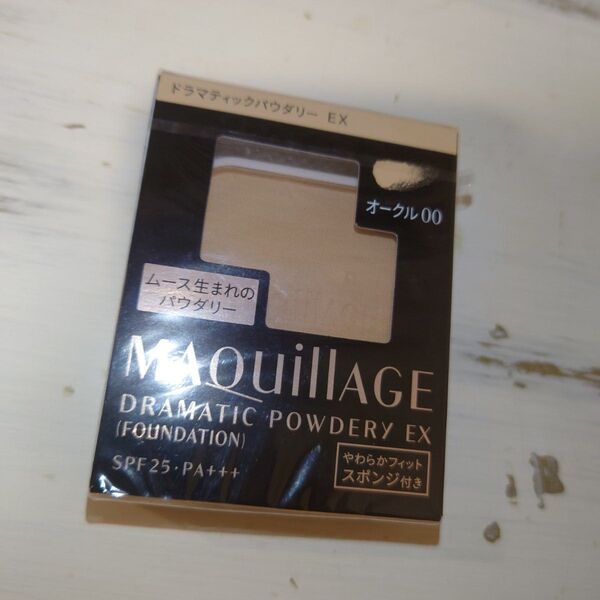 ドラマティックパウダリー EX
オークル00
ムース生まれの
パウダリー
MAQuillAGE
DRAMATIC POWDERY EX
(FOUNDATION)
SPF25・PA+++
やわらかフィット
スポンジ付き